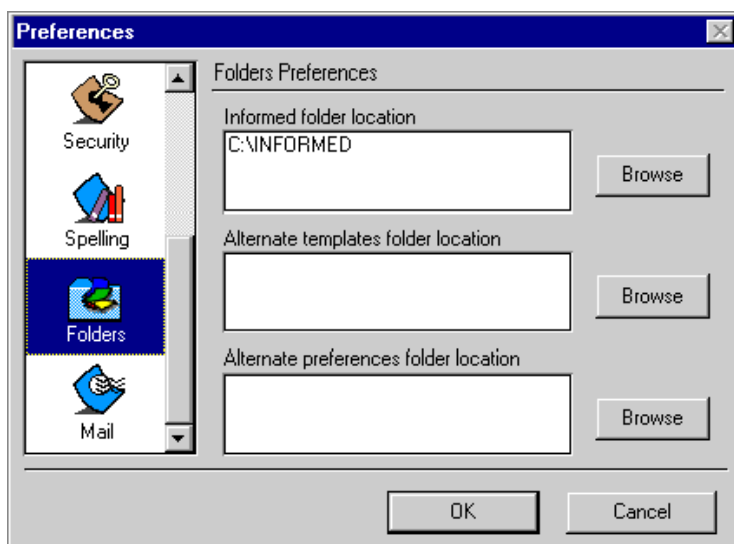 Preferences
Security
Spelling
Folders
Mail
Folders Preferences
Informed folder location
C:\INFORMED
Browse
Alternate templates folder location
Browse
Alternate preferences folder location
Browse
OK
Cancel